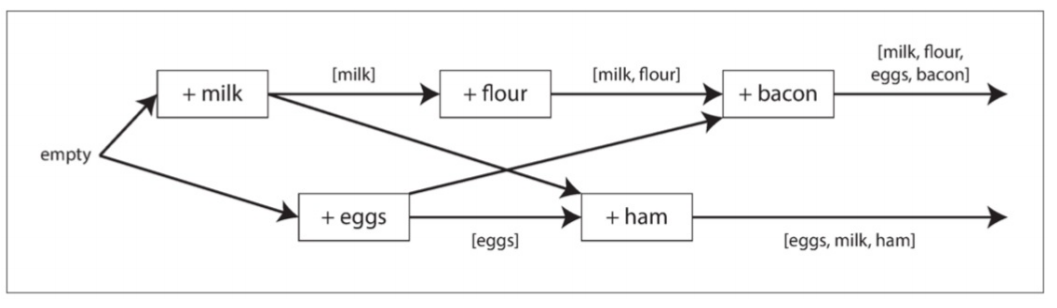 [milk, flour,
eggs, bacon]
[milk]
[milk, flour]
+ milk
+ flour
+ bacon
empty
+ eggs
+ ham
[eggs]
[eggs, milk, ham]